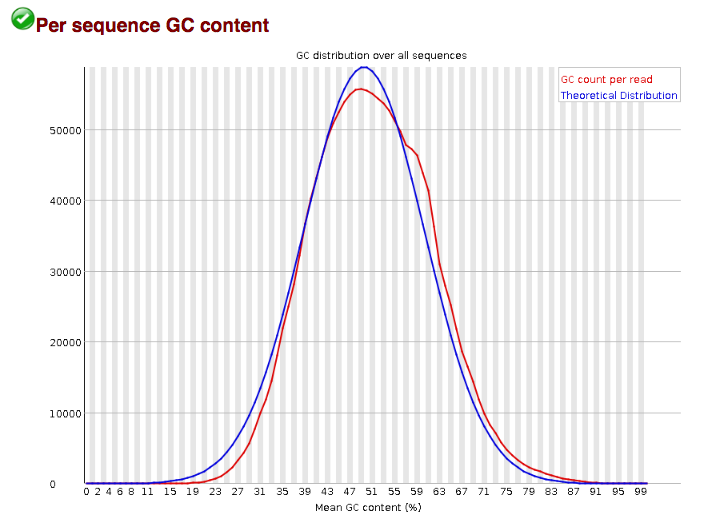 Per sequence GC content
GC distribution over all sequences
GC count per read
Theoretical Distribution
50000
40000
30000
20000
10000
0
0 2 4 6 8 11 15 19 23 27 31 35 39 43 47 51 55 59 63 67 71 75 79 83 87 91 95 99
Mean GC content (%)